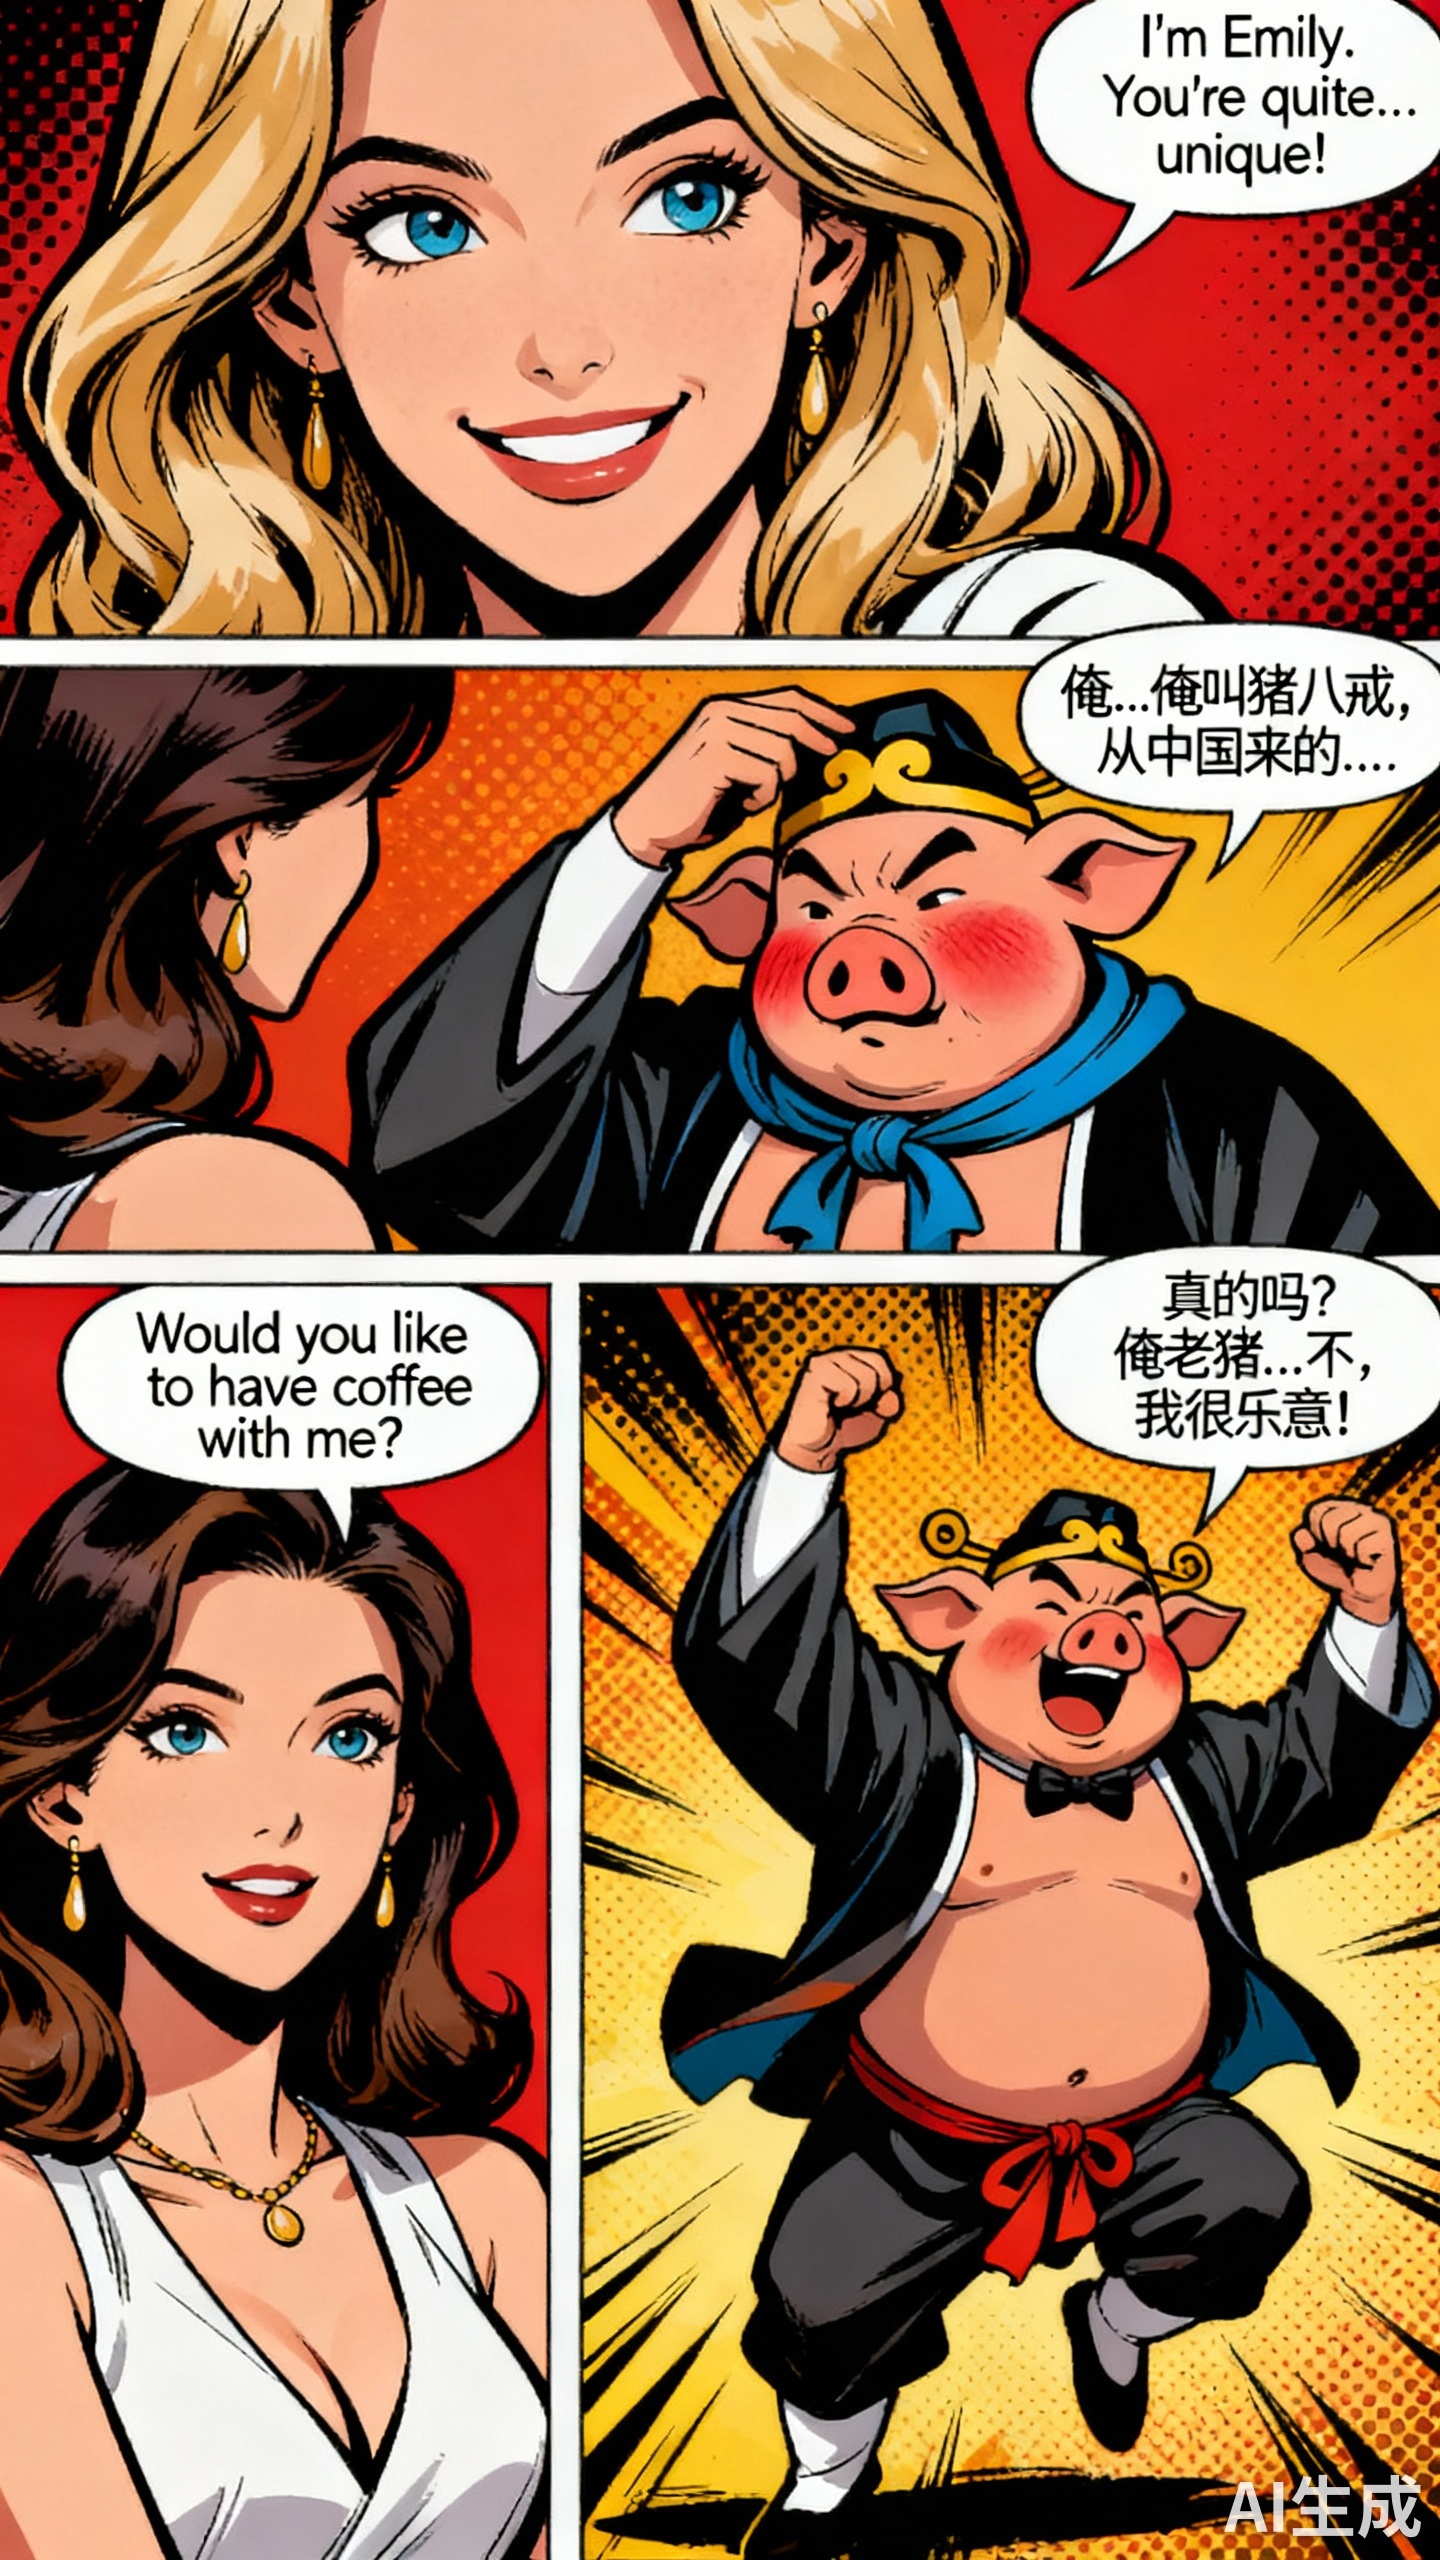 I'm Emily.
You're quite...
unique!
俺...俺叫猪八戒，
从中国来的....
Would you like
to have coffee
with me?
真的吗？
俺老猪...不，
我很乐意！
AI生成